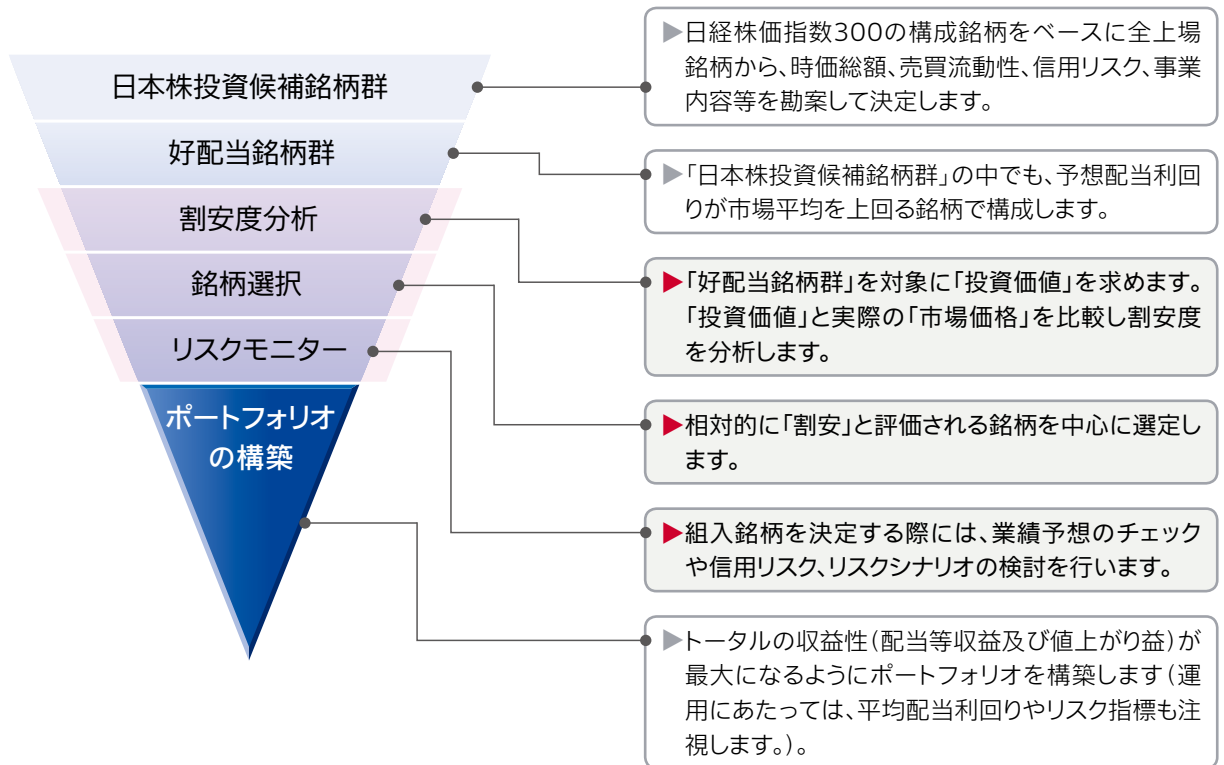 日本株投資候補銘柄群
▶日経株価指数300の構成銘柄をベースに全上場
銘柄から、時価総額、売買流動性、信用リスク、事業
内容等を勘案して決定します。
好配当銘柄群
▶「日本株投資候補銘柄群」の中でも、予想配当利回
りが市場平均を上回る銘柄で構成します。
割安度分析
▶「好配当銘柄群」を対象に「投資価値」を求めます。
「投資価値」と実際の「市場価格」を比較し割安度
を分析します。
銘柄選択
▶相対的に「割安」と評価される銘柄を中心に選定し
ます。
リスクモニター
▶組入銘柄を決定する際には、業績予想のチェック
や信用リスク、リスクシナリオの検討を行います。
ポートフォリオ
の構築
▶トータルの収益性(配当等収益及び値上がり益)が
最大になるようにポートフォリオを構築します(運
用にあたっては、平均配当利回りやリスク指標も注
視します。)。